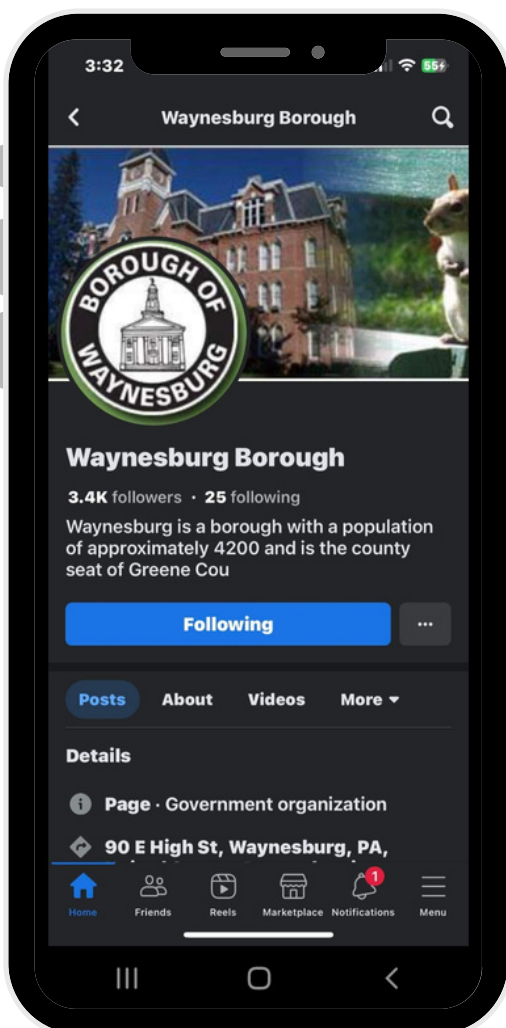 3:32
55
Waynesburg Borough
BOROUGH OF
WAYNESBURG
Waynesburg Borough
3.4K followers · 25 following
Waynesburg is a borough with a population
of approximately 4200 and is the county
seat of Greene Cou
Following
Posts About Videos More
Details
Page · Government organization
90 E High St, Waynesburg, PA,
1
Home Friends Reels Marketplace Notifications Menu